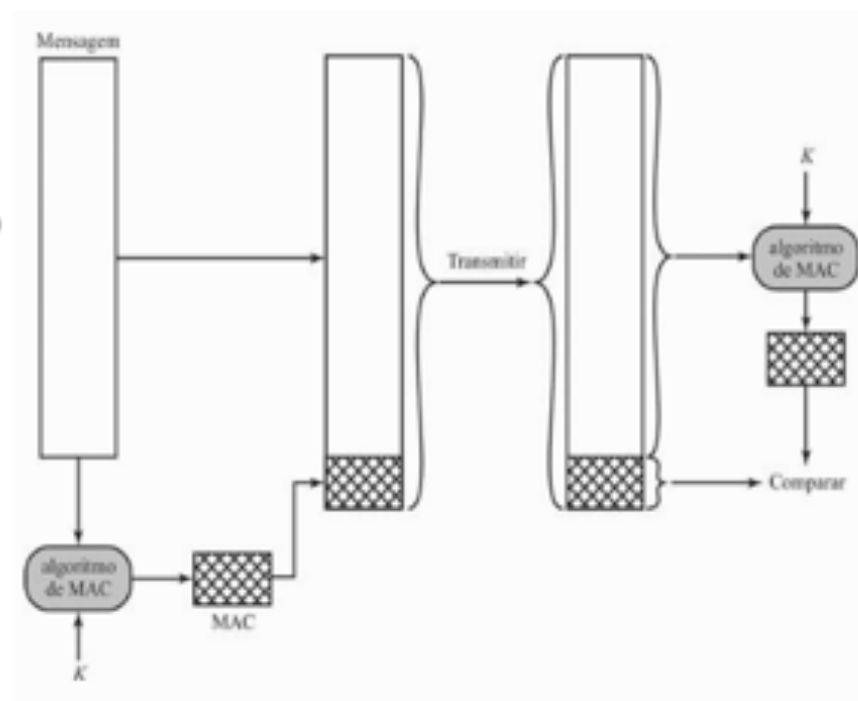 Mensagem
K
algoritmo
de MAC
Transmitir
Comparar
algoritmo
de MAC
MAC
K